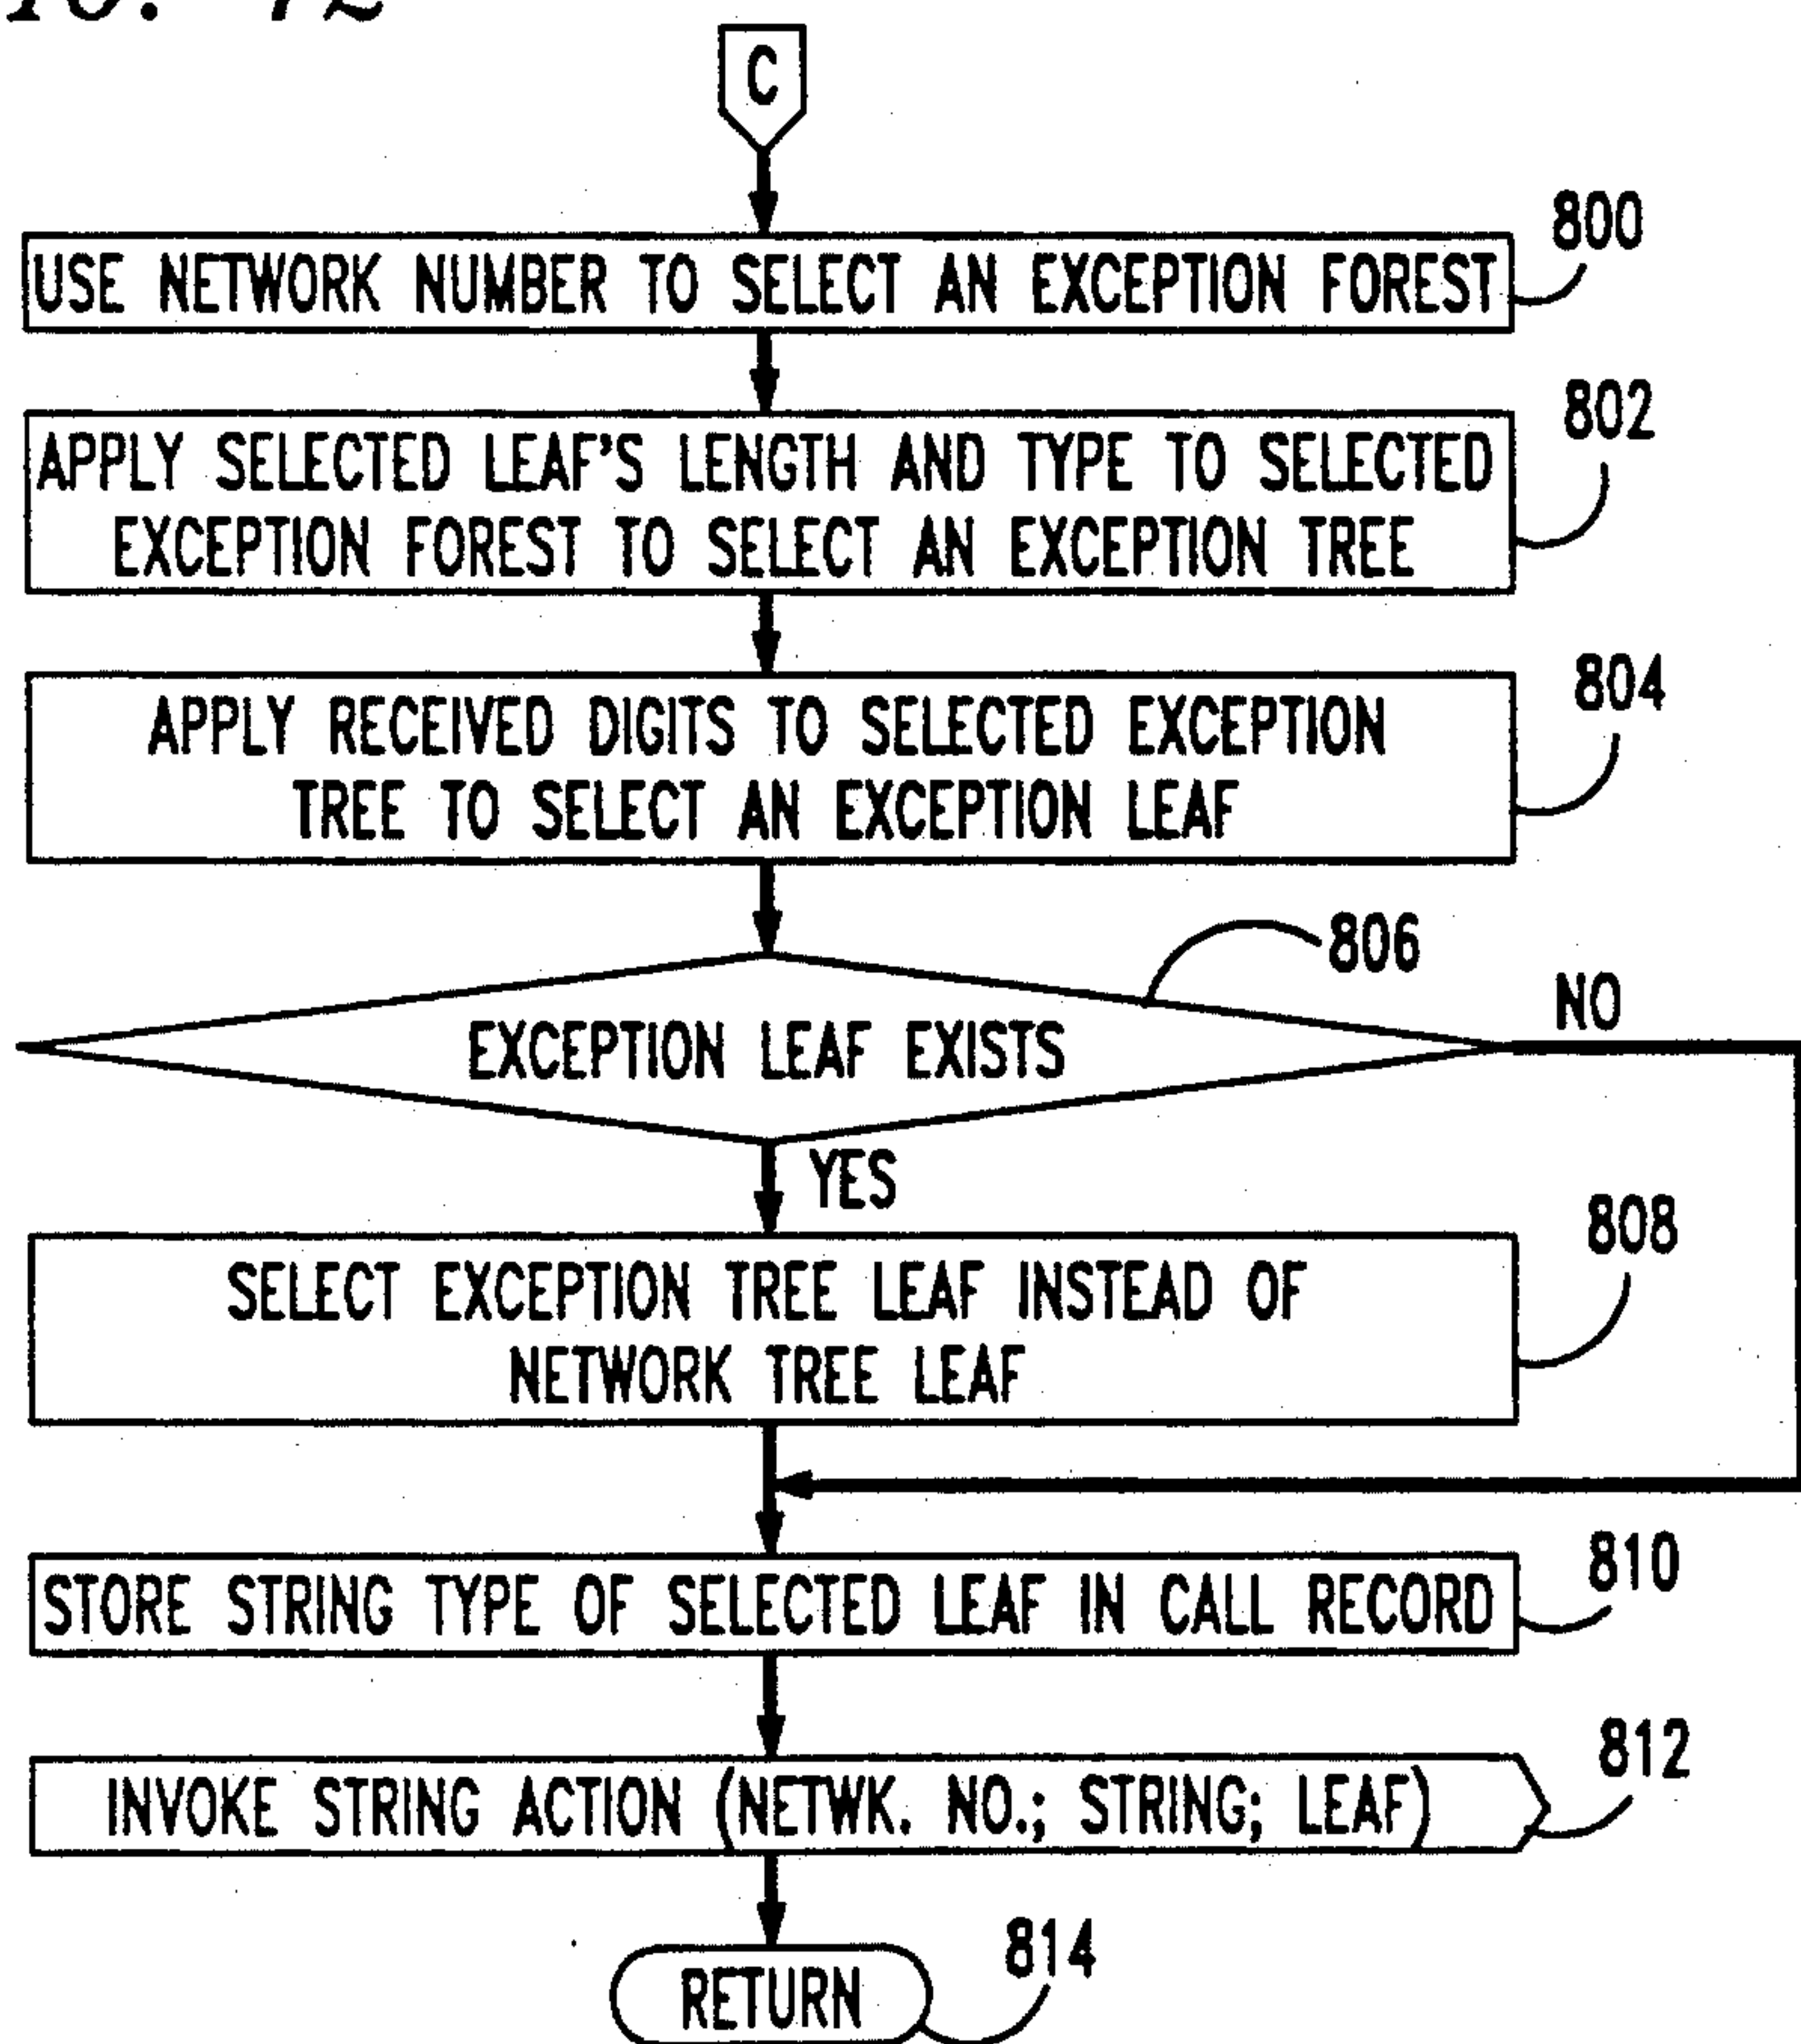 C
800
USE NETWORK NUMBER TO SELECT AN EXCEPTION FOREST
802
APPLY SELECTED LEAF'S LENGTH AND TYPE TO SELECTED
EXCEPTION FOREST TO SELECT AN EXCEPTION TREE
804
APPLY RECEIVED DIGITS TO SELECTED EXCEPTION
TREE TO SELECT AN EXCEPTION LEAF
806
NO
EXCEPTION LEAF EXISTS
YES
808
SELECT EXCEPTION TREE LEAF INSTEAD OF
NETWORK TREE LEAF
810
STORE STRING TYPE OF SELECTED LEAF IN CALL RECORD
812
INVOKE STRING ACTION (NETWK. NO.; STRING; LEAF)
814
RETURN